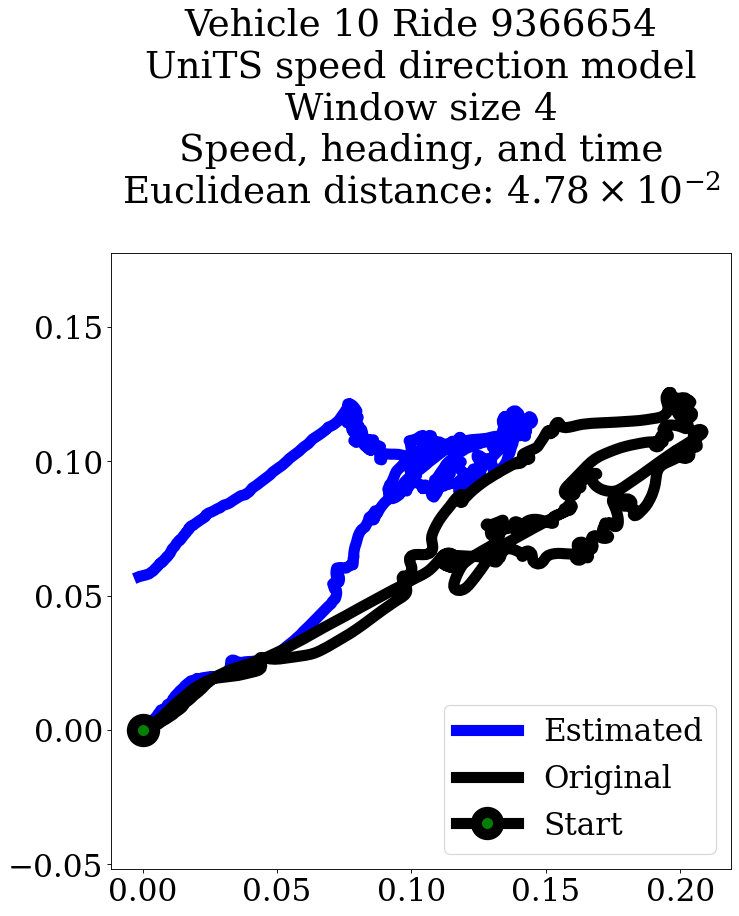 Vehicle 10 Ride 9366654
UniTS speed direction model
Window size 4
Speed, heading, and time
Euclidean distance: 4.78 × 10⁻²
0.15
0.10
0.05
0.00
−0.05
0.00 0.05 0.10 0.15 0.20
Estimated
Original
Start